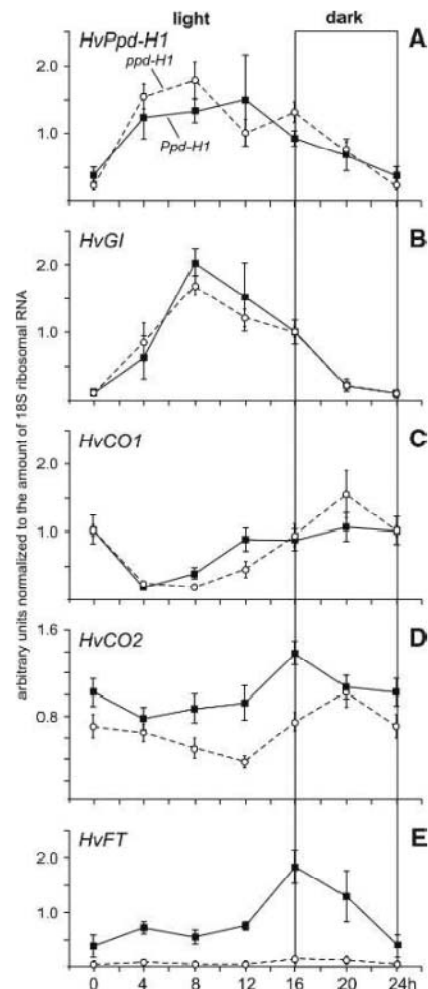 light dark
HvPpd-H1 A
ppd-H1
2.0
1.0
Ppd-H1
HvGI B
2.0
1.0
HvCO1 C
2.0
1.0
HvCO2 D
1.6
0.8
HvFT E
2.0
1.0
0 4 8 12 16 20 24h
arbitrary units normalized to the amount of 18S ribosomal RNA